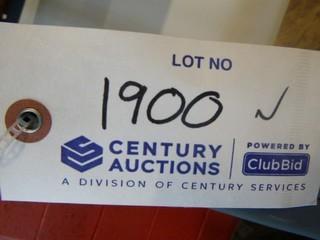 LOT NO
1900 N
CENTURY AUCTIONS
POWERED BY
ClubBid
A DIVISION OF CENTURY SERVICES